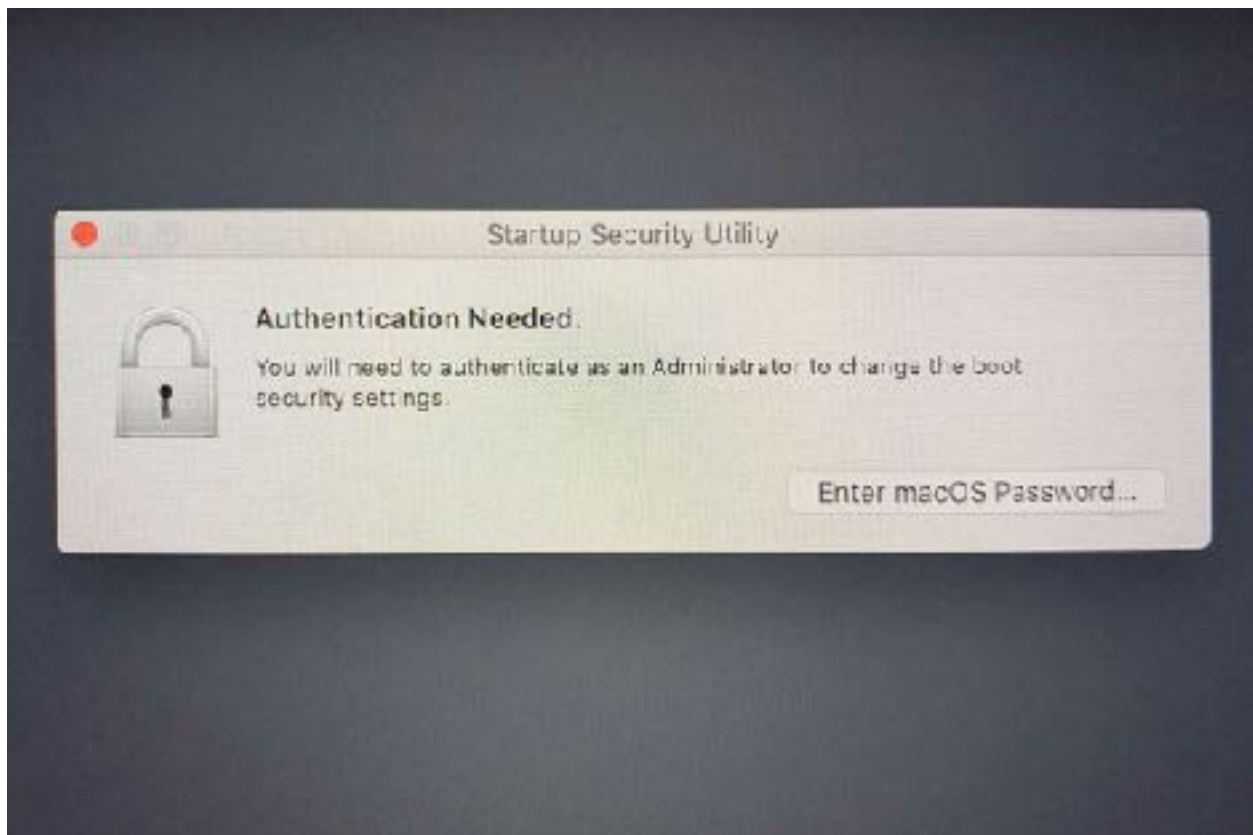 Startup Security Utility
Authentication Needed.
You will need to authenticate as an Administrator to change the boot
security settings.
Enter macOS Password...